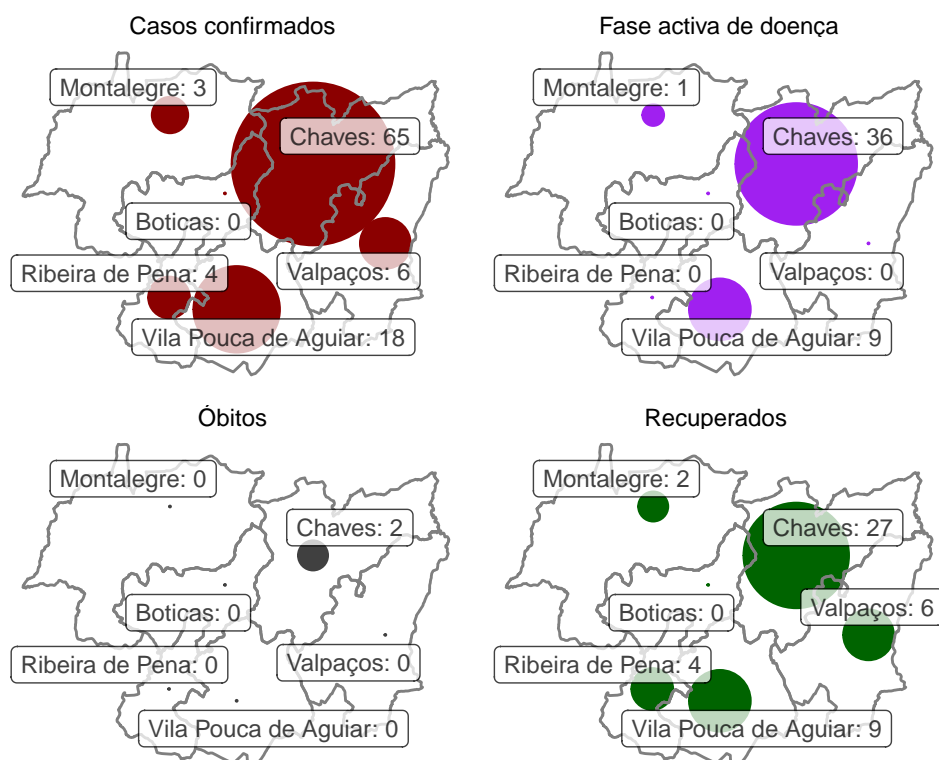 Casos confirmados
Montalegre: 3
Chaves: 65
Boticas: 0
Ribeira de Pena: 4
Valpaços: 6
Vila Pouca de Aguiar: 18
Fase activa de doença
Montalegre: 1
Chaves: 36
Boticas: 0
Ribeira de Pena: 0
Valpaços: 0
Vila Pouca de Aguiar: 9
Óbitos
Montalegre: 0
Chaves: 2
Boticas: 0
Ribeira de Pena: 0
Valpaços: 0
Vila Pouca de Aguiar: 0
Recuperados
Montalegre: 2
Chaves: 27
Boticas: 0
Valpaços: 6
Ribeira de Pena: 4
Vila Pouca de Aguiar: 9